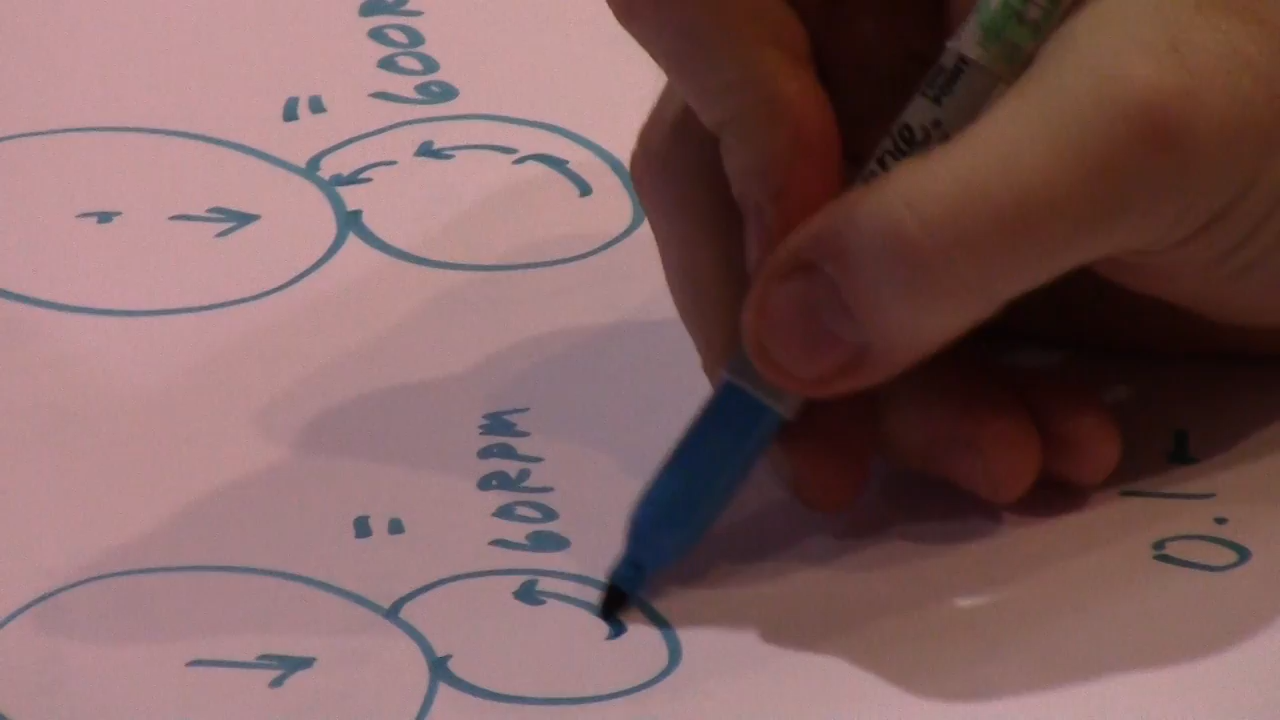 = 600R
= 60RPM
0.1